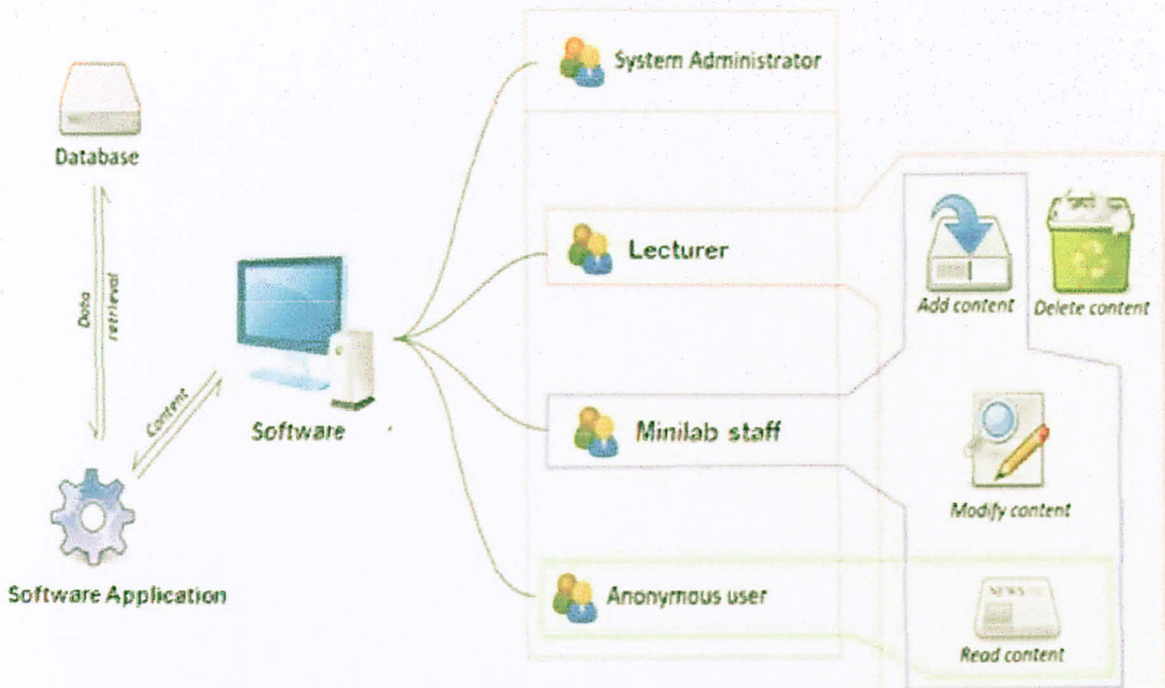 System Administrator
Database
Data
retrieval
Lecturer
Add content
Delete content
Content
Software
Minilab staff
Modify content
Software Application
Anonymous user
NEWS
Read content